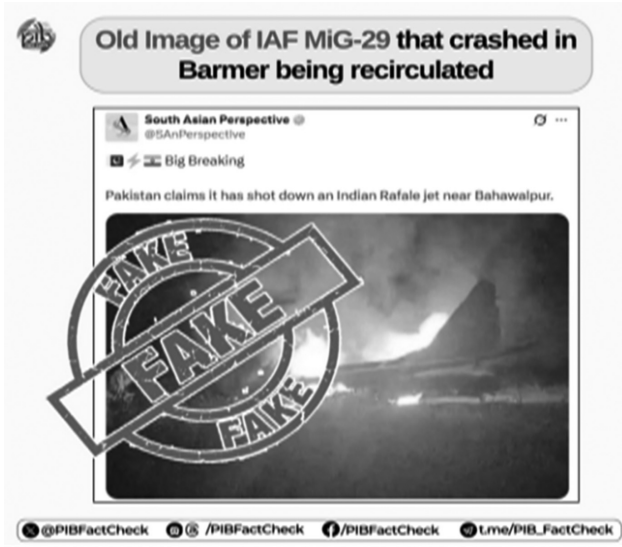 Old Image of IAF MiG-29 that crashed in
Barmer being recirculated
South Asian Perspective
@SAnPerspective
Big Breaking
Pakistan claims it has shot down an Indian Rafale jet near Bahawalpur.
FAKE
FAKE
FAKE
@PIBFactCheck
/PIBFactCheck
/PIBFactCheck
t.me/PIB_FactCheck